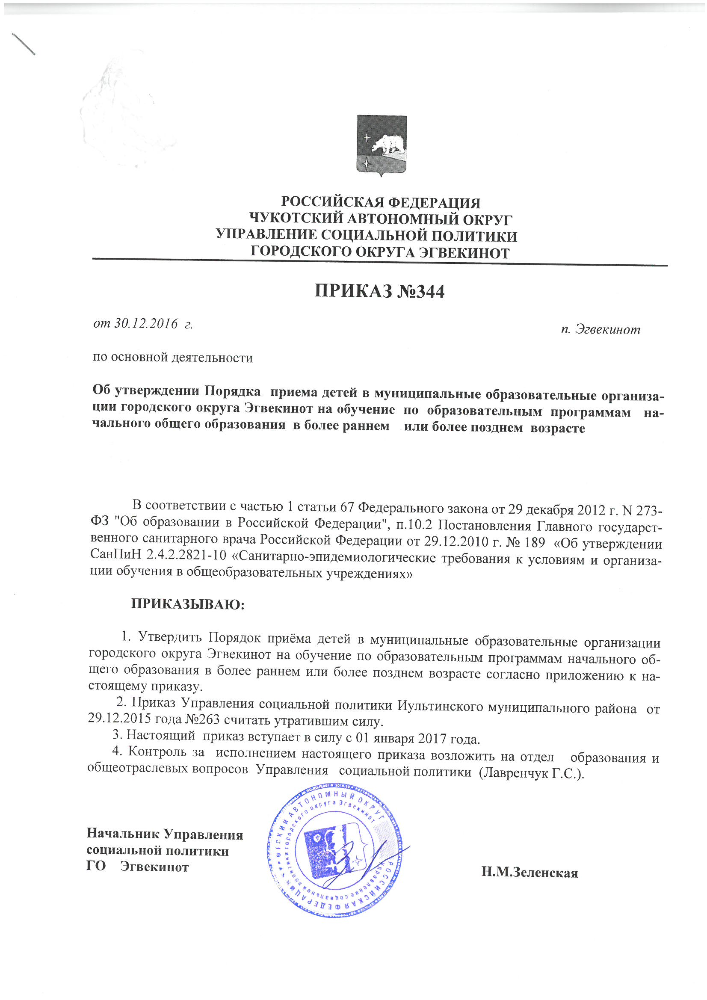 РОССИЙСКАЯ ФЕДЕРАЦИЯ
ЧУКОТСКИЙ АВТОНОМНЫЙ ОКРУГ
УПРАВЛЕНИЕ СОЦИАЛЬНОЙ ПОЛИТИКИ
ГОРОДСКОГО ОКРУГА ЭГВЕКИНОТ
ПРИКАЗ №344
от 30.12.2016 г.
п. Эгвекинот
по основной деятельности
Об утверждении Порядка приема детей в муниципальные образовательные организа-
ции городского округа Эгвекинот на обучение по образовательным программам на-
чального общего образования в более раннем или более позднем возрасте
В соответствии с частью 1 статьи 67 Федерального закона от 29 декабря 2012 г. N 273-
ФЗ "Об образовании в Российской Федерации", п.10.2 Постановления Главного государст-
венного санитарного врача Российской Федерации от 29.12.2010 г. № 189 «Об утверждении
СанПиН 2.4.2.2821-10 «Санитарно-эпидемиологические требования к условиям и организа-
ции обучения в общеобразовательных учреждениях»
ПРИКАЗЫВАЮ:
1. Утвердить Порядок приёма детей в муниципальные образовательные организации
городского округа Эгвекинот на обучение по образовательным программам начального об-
щего образования в более раннем или более позднем возрасте согласно приложению к на-
стоящему приказу.
2. Приказ Управления социальной политики Иультинского муниципального района от
29.12.2015 года №263 считать утратившим силу.
3. Настоящий приказ вступает в силу с 01 января 2017 года.
4. Контроль за исполнением настоящего приказа возложить на отдел образования и
общеотраслевых вопросов Управления социальной политики (Лавренчук Г.С.).
Начальник Управления
социальной политики
ГО Эгвекинот
Н.М.Зеленская
РОССИЙСКАЯ ФЕДЕРАЦИЯ
АВТОНОМНЫЙ ОКРУГ
Управление социальной политики городского округа Эгвекинот